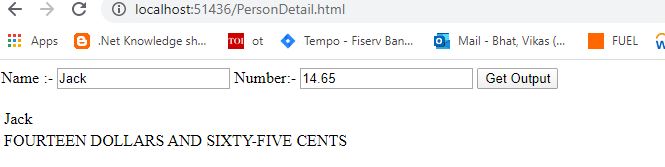 localhost:51436/PersonDetail.html
Apps .Net Knowledge sh... TOI ot Tempo - Fiserv Ban... Mail - Bhat, Vikas (... FUEL
Name :- Jack Number:- 14.65 Get Output
Jack
FOURTEEN DOLLARS AND SIXTY-FIVE CENTS